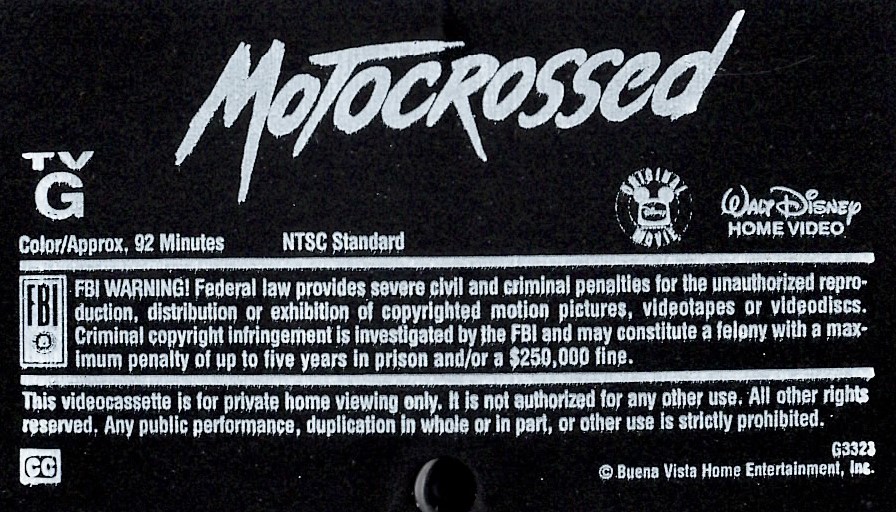 MOTOCROSSED
TV
G
ORIGINAL
Disney
MOVIE
WALT DISNEY
HOME VIDEO
Color/Approx. 92 Minutes NTSC Standard
FBI
FBI WARNING! Federal law provides severe civil and criminal penalties for the unauthorized repro-
duction, distribution or exhibition of copyrighted motion pictures, videotapes or videodiscs.
Criminal copyright infringement is investigated by the FBI and may constitute a felony with a max-
imum penalty of up to five years in prison and/or a $250,000 fine.
This videocassette is for private home viewing only. It is not authorized for any other use. All other rights
reserved. Any public performance, duplication in whole or in part, or other use is strictly prohibited.
G3323
CC
© Buena Vista Home Entertainment, Inc.